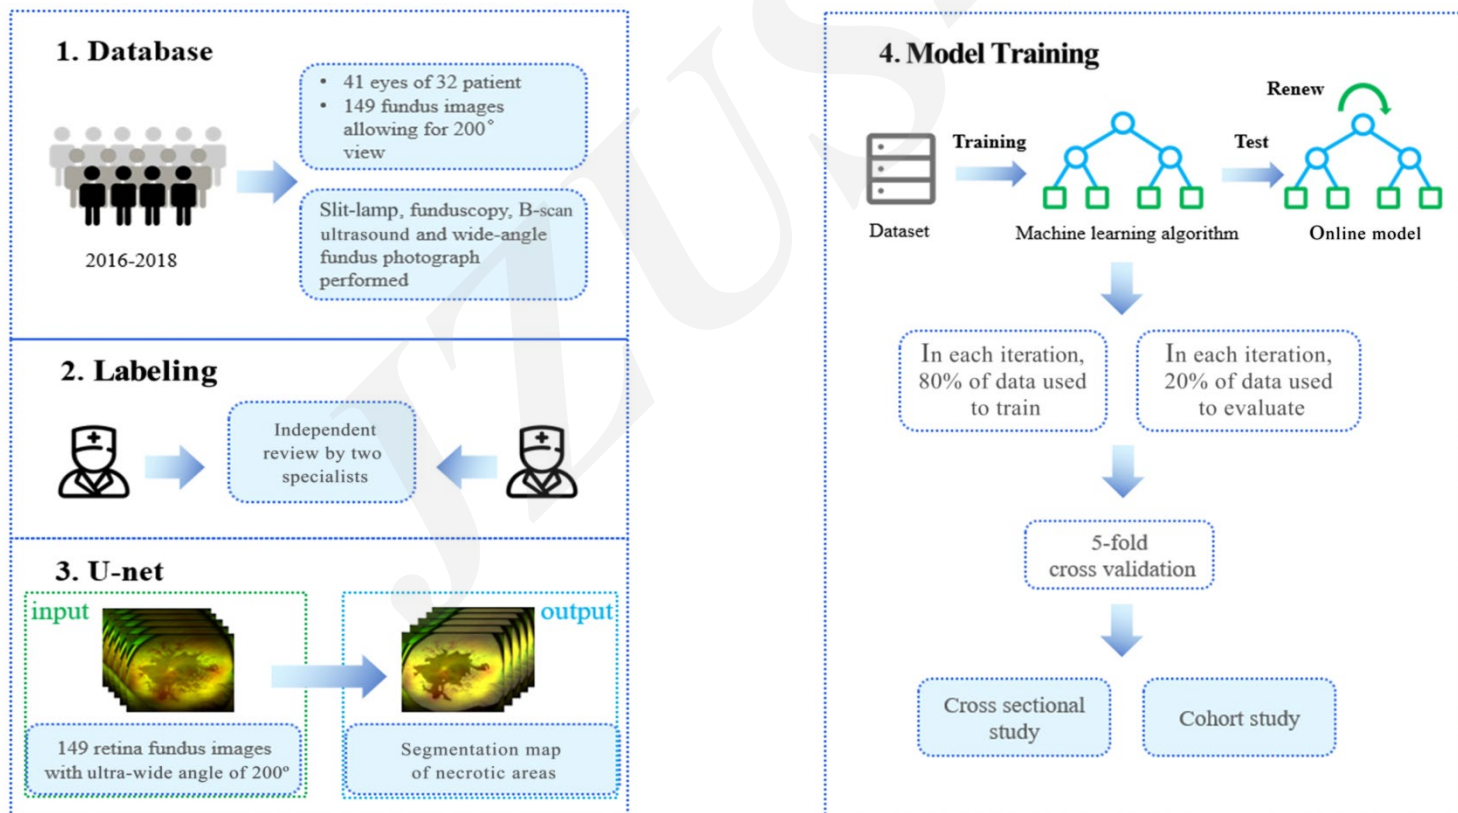 1. Database
• 41 eyes of 32 patient
• 149 fundus images
allowing for 200°
view
Slit-lamp, funduscopy, B-scan
ultrasound and wide-angle
fundus photograph
performed
2016-2018
2. Labeling
Independent
review by two
specialists
3. U-net
input
output
149 retina fundus images
with ultra-wide angle of 200º
Segmentation map
of necrotic areas
4. Model Training
Renew
Training
Test
Dataset
Machine learning algorithm
Online model
In each iteration,
80% of data used
to train
In each iteration,
20% of data used
to evaluate
5-fold
cross validation
Cross sectional
study
Cohort study
JZUS